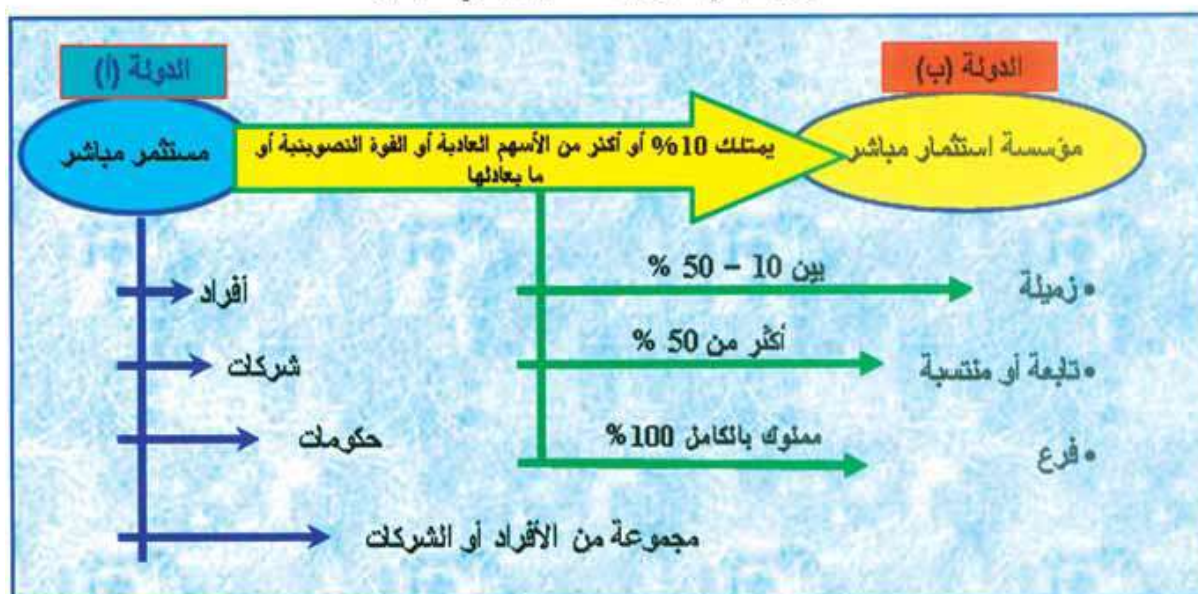 الدولة (أ)
الدولة (ب)
مستثمر مباشر
يمتلك 10% أو أكثر من الأسهم العادية أو القوة التصويتية أو
ما يعادلها
مؤسسة استثمار مباشر
أفراد
شركات
حكومات
مجموعة من الأفراد أو الشركات
بين 10 – 50 %
• زميلة
أكثر من 50 %
• تابعة أو منتسبة
مملوك بالكامل 100%
• فرع